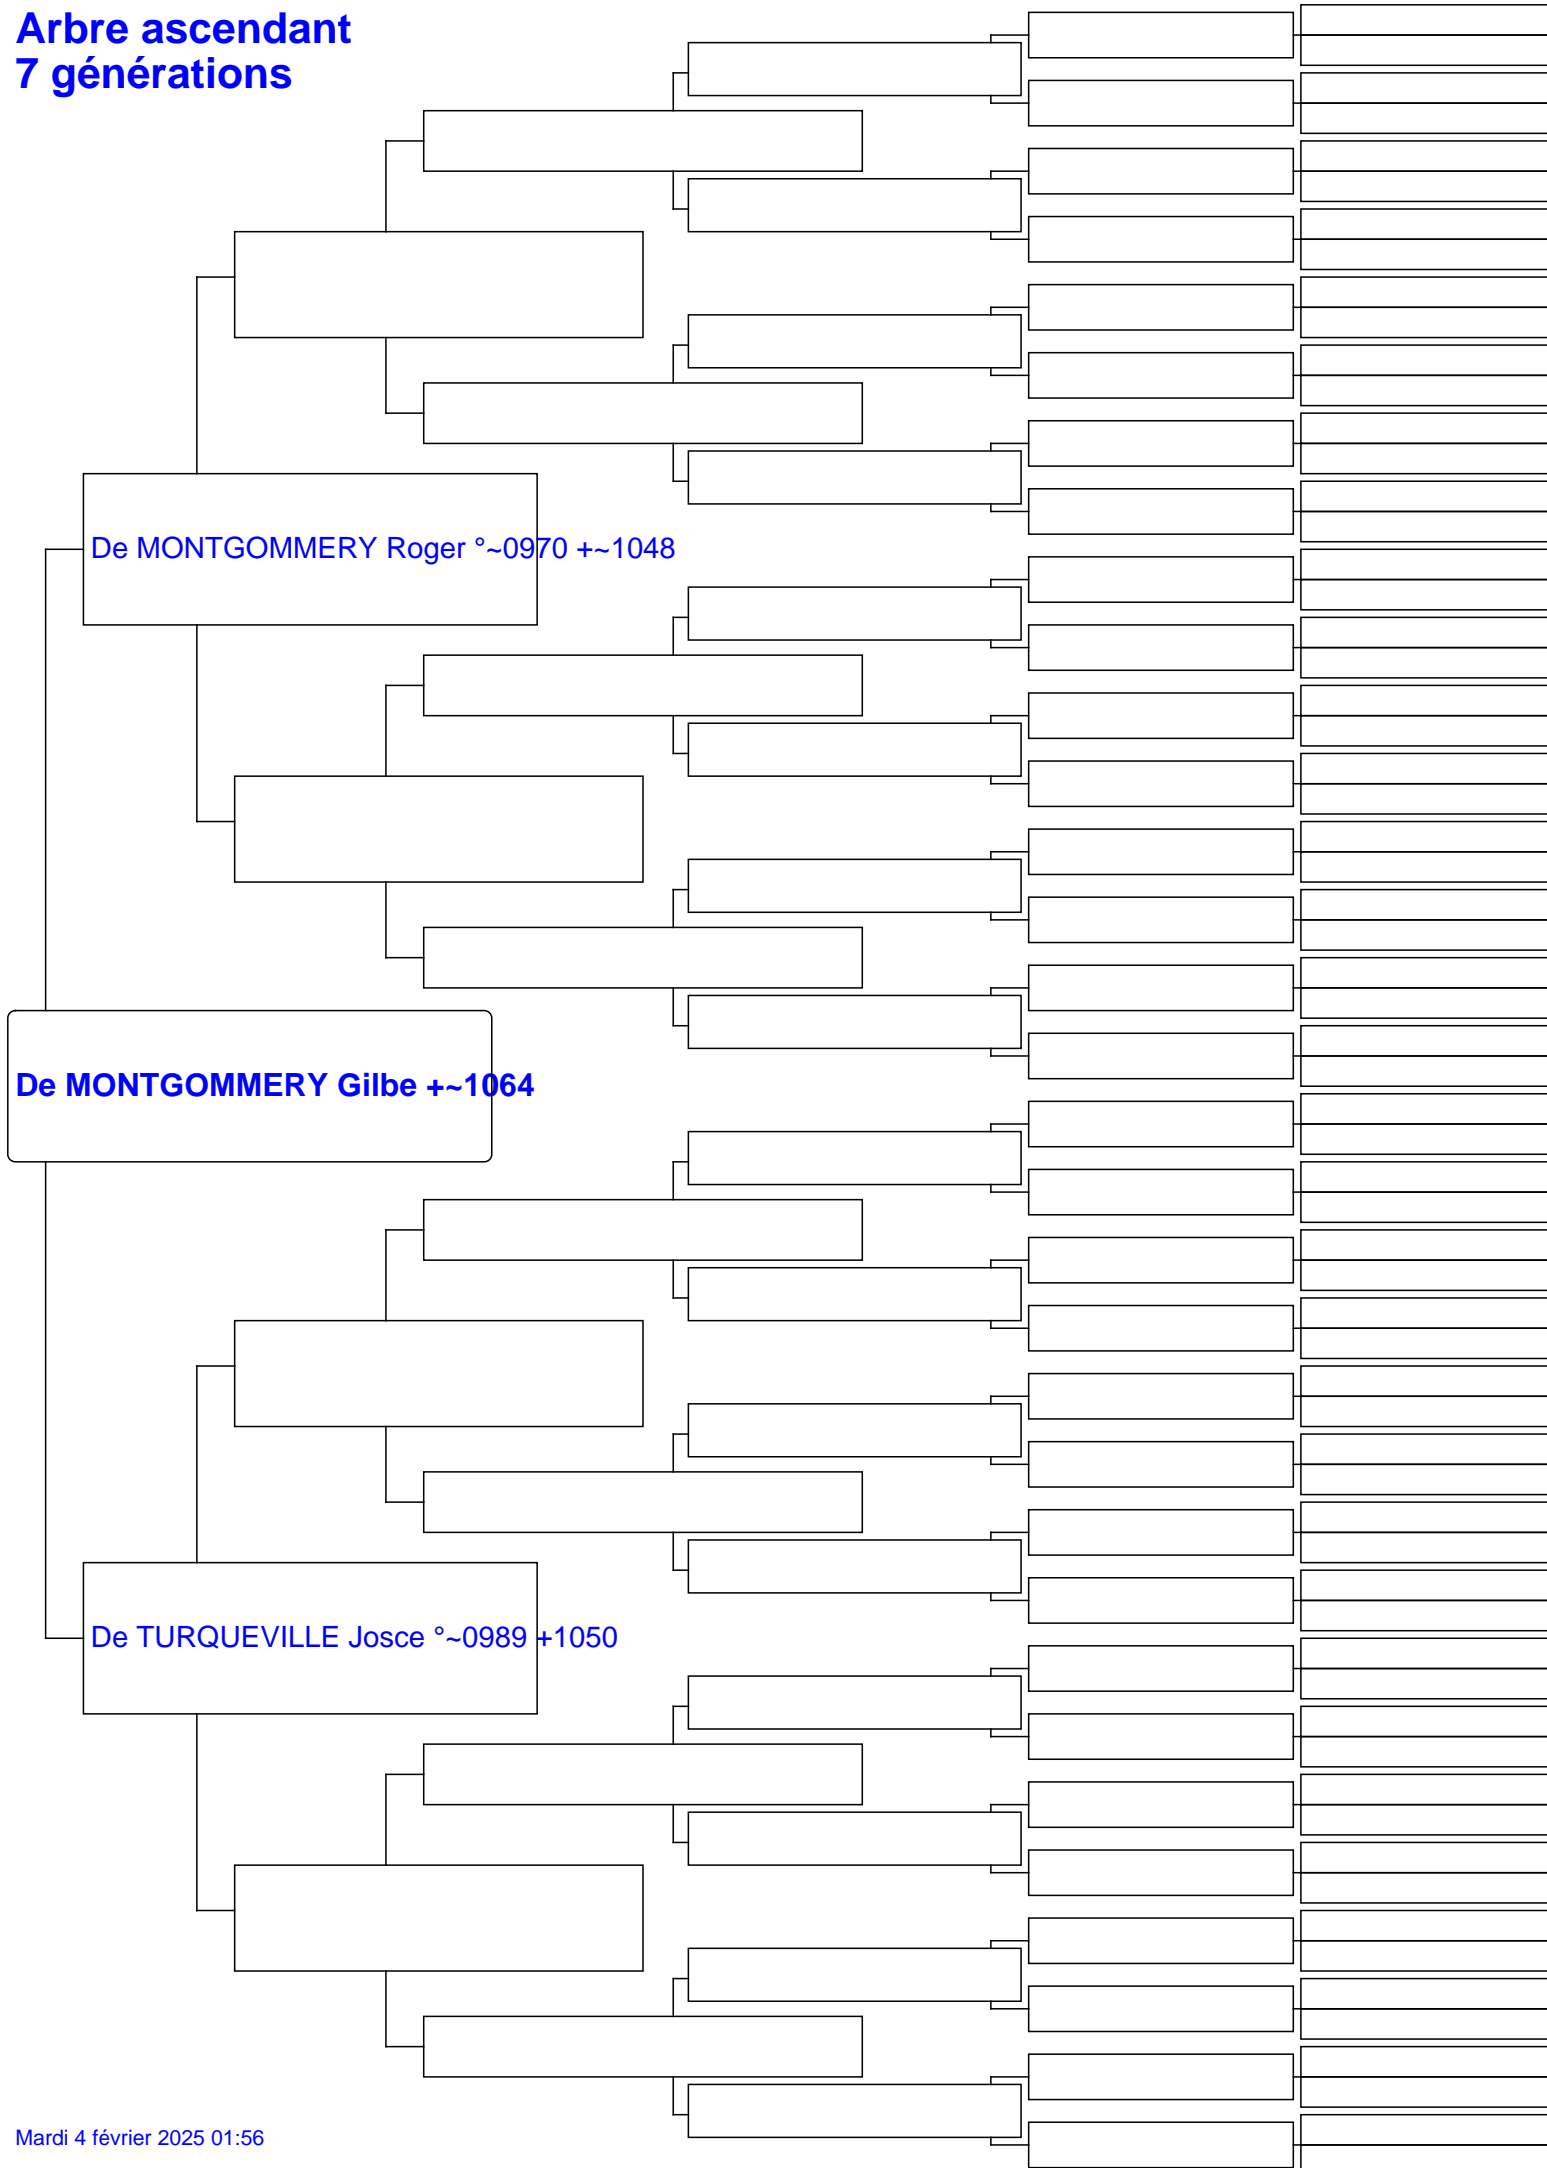 Arbre ascendant
7 générations
De MONTGOMMERY Roger °~0970 +~1048
De MONTGOMMERY Gilbe +~1064
De TURQUEVILLE Josce °~0989 +1050
Mardi 4 février 2025 01:56